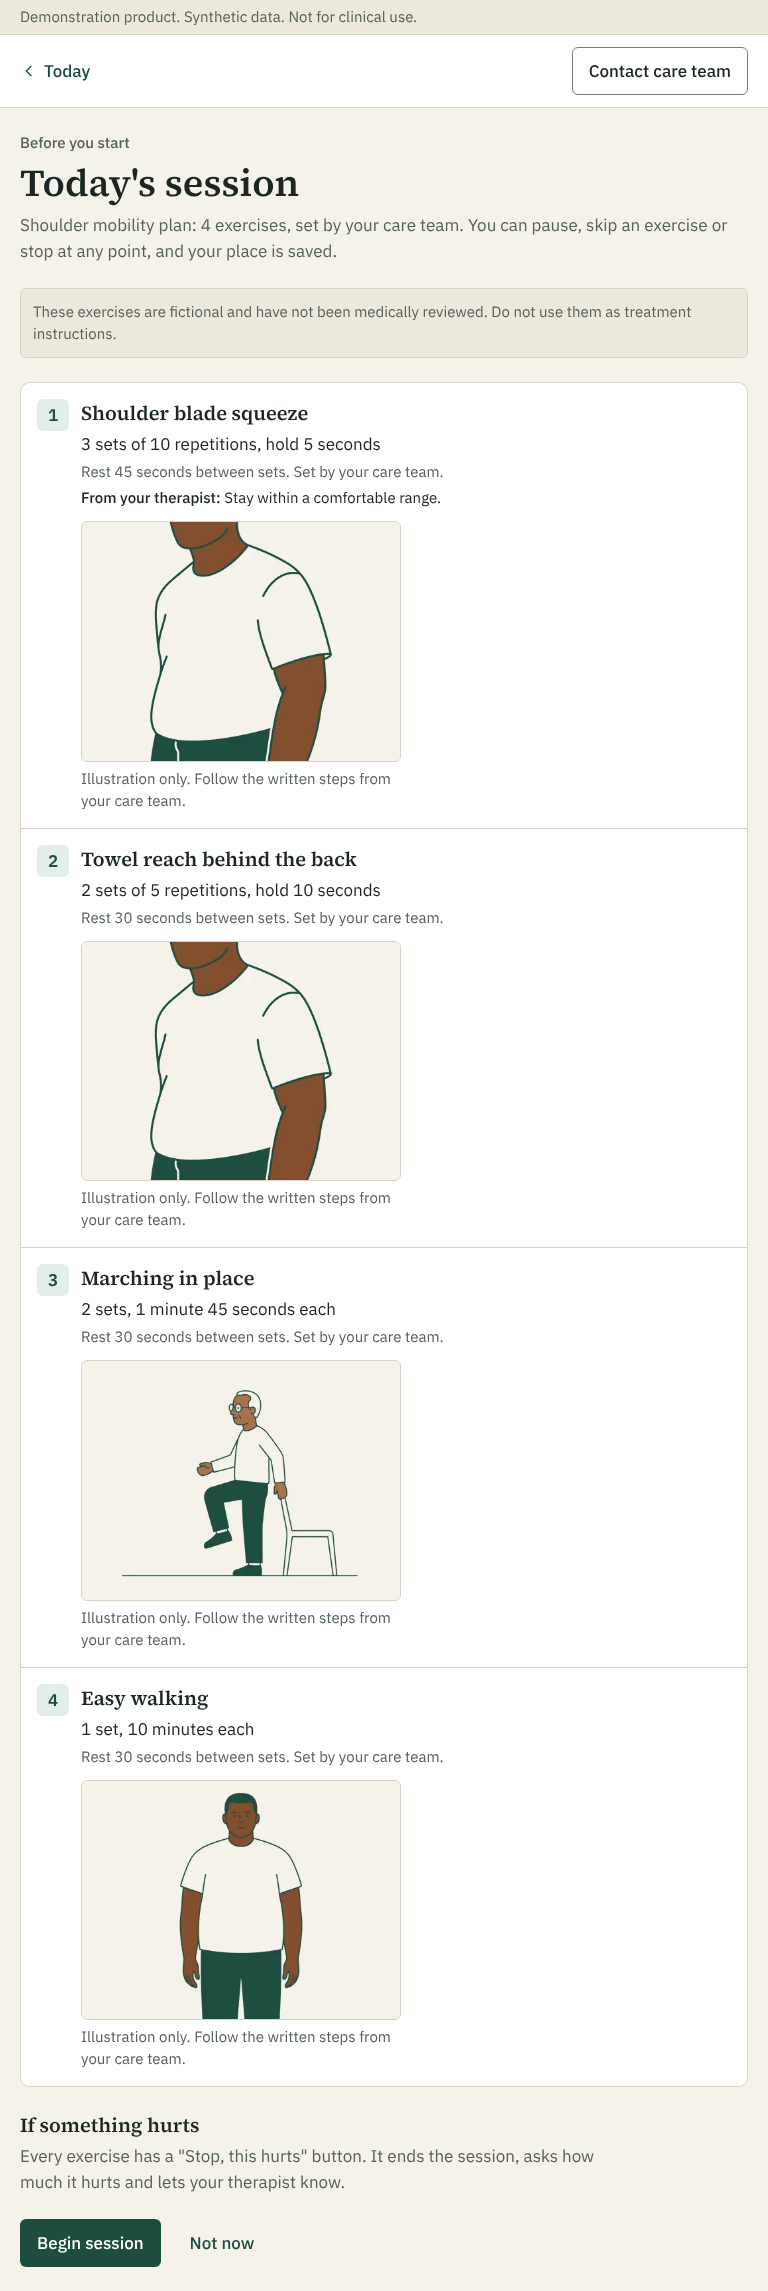 Demonstration product. Synthetic data. Not for clinical use.
Today
Contact care team
Before you start
Today's session
Shoulder mobility plan: 4 exercises, set by your care team. You can pause, skip an exercise or
stop at any point, and your place is saved.
These exercises are fictional and have not been medically reviewed. Do not use them as treatment
instructions.
1 Shoulder blade squeeze
3 sets of 10 repetitions, hold 5 seconds
Rest 45 seconds between sets. Set by your care team.
From your therapist: Stay within a comfortable range.
Illustration only. Follow the written steps from
your care team.
2 Towel reach behind the back
2 sets of 5 repetitions, hold 10 seconds
Rest 30 seconds between sets. Set by your care team.
Illustration only. Follow the written steps from
your care team.
3 Marching in place
2 sets, 1 minute 45 seconds each
Rest 30 seconds between sets. Set by your care team.
Illustration only. Follow the written steps from
your care team.
4 Easy walking
1 set, 10 minutes each
Rest 30 seconds between sets. Set by your care team.
Illustration only. Follow the written steps from
your care team.
If something hurts
Every exercise has a "Stop, this hurts" button. It ends the session, asks how
much it hurts and lets your therapist know.
Begin session
Not now